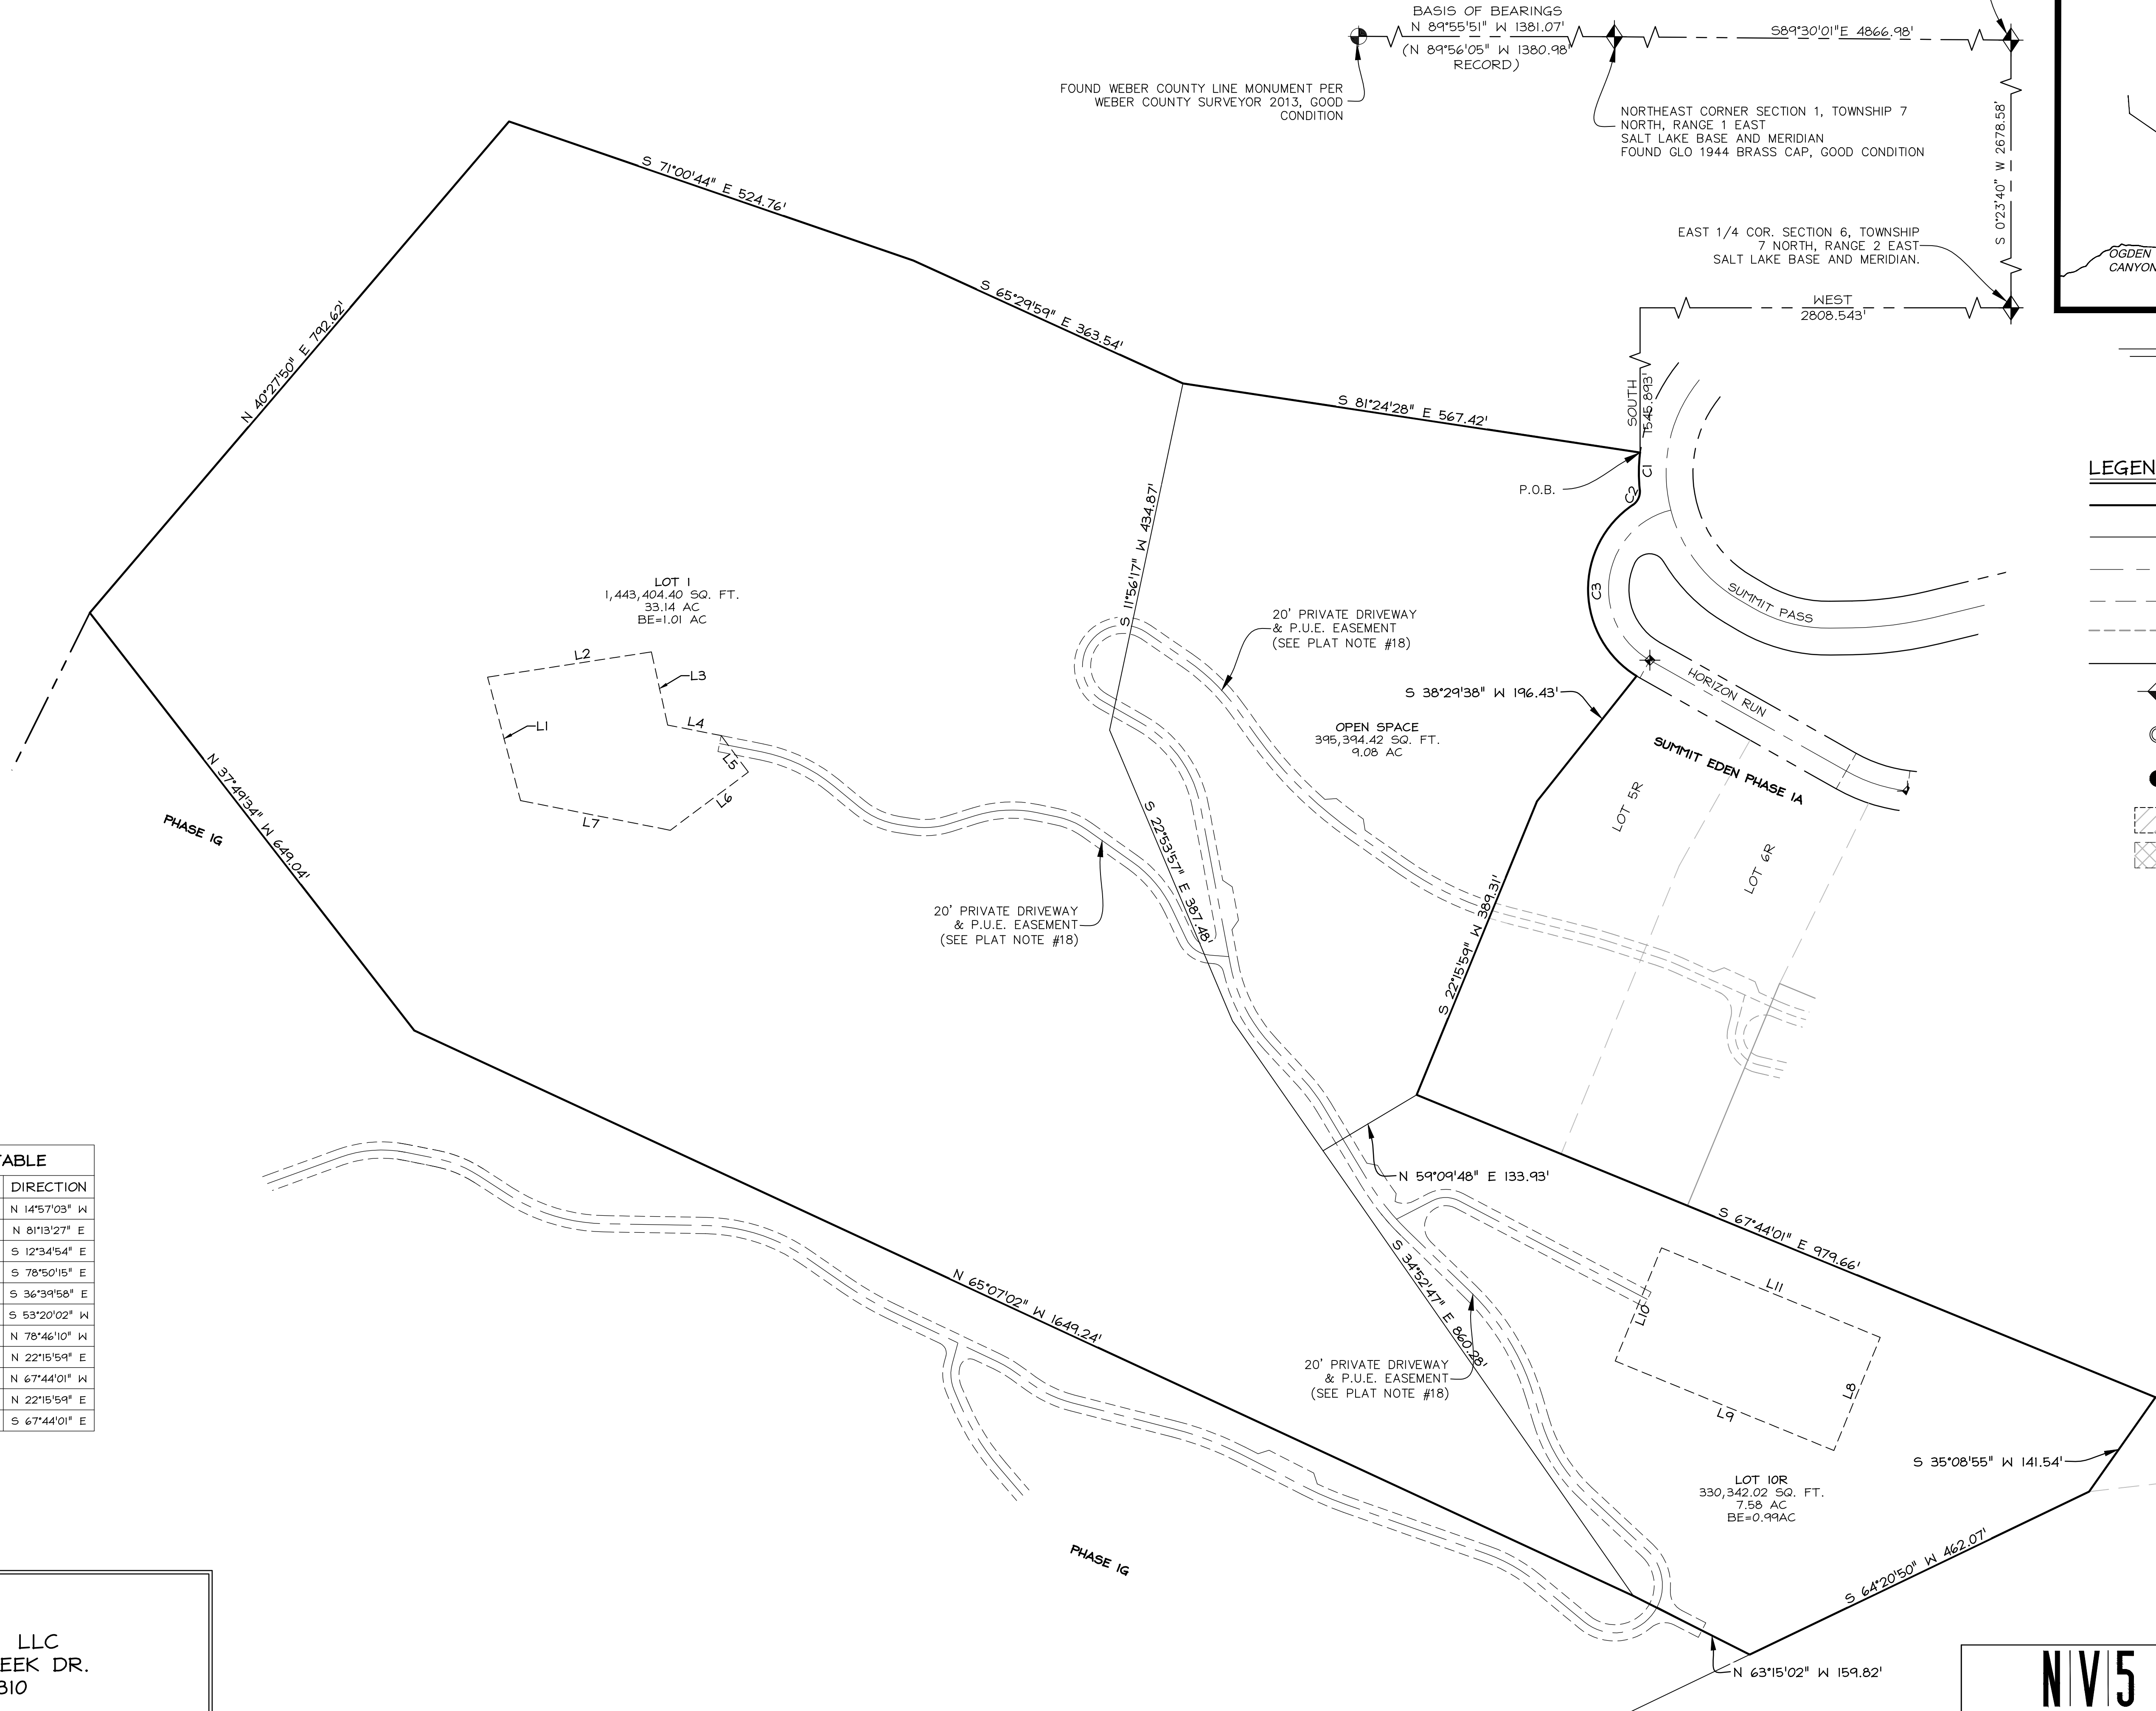 BASIS OF BEARINGS
N 89°55'51" W 1381.07'
(N 89°56'05" W 1380.98'
RECORD)
S89°30'01"E 4866.98'
FOUND WEBER COUNTY LINE MONUMENT PER
WEBER COUNTY SURVEYOR 2013, GOOD
CONDITION
NORTHEAST CORNER SECTION 1, TOWNSHIP 7
NORTH, RANGE 1 EAST
SALT LAKE BASE AND MERIDIAN
FOUND GLO 1944 BRASS CAP, GOOD CONDITION
S 0°23'40" W 2678.58'
EAST 1/4 COR. SECTION 6, TOWNSHIP
7 NORTH, RANGE 2 EAST
SALT LAKE BASE AND MERIDIAN.
OGDEN
CANYON
WEST
2808.543'
SOUTH
1545.893'
S 71°00'44" E 524.76'
S 65°29'59" E 363.54'
S 81°24'28" E 567.42'
N 40°27'50" E 792.62'
P.O.B.
C1
C2
C3
LEGEN
S 11°56'17" W 434.87'
LOT 1
1,443,404.40 SQ. FT.
33.14 AC
BE=1.01 AC
L2
L3
L4
L1
L5
L6
L7
20' PRIVATE DRIVEWAY
& P.U.E. EASEMENT
(SEE PLAT NOTE #18)
SUMMIT PASS
HORIZON RUN
S 38°29'38" W 196.43'
OPEN SPACE
395,394.42 SQ. FT.
9.08 AC
SUMMIT EDEN PHASE 1A
LOT 5R
LOT 6R
N 37°49'34" W 649.04'
PHASE 1G
S 22°53'57" E 387.48'
20' PRIVATE DRIVEWAY
& P.U.E. EASEMENT
(SEE PLAT NOTE #18)
S 22°15'59" W 389.31'
N 59°09'48" E 133.93'
S 67°44'01" E 979.66'
TABLE
DIRECTION
N 14°57'03" W
N 81°13'27" E
S 12°34'54" E
S 78°50'15" E
S 36°39'58" E
S 53°20'02" W
N 78°46'10" W
N 22°15'59" E
N 67°44'01" W
N 22°15'59" E
S 67°44'01" E
N 65°07'02" W 1649.24'
S 34°52'47" E 860.28'
L11
L10
L8
L9
20' PRIVATE DRIVEWAY
& P.U.E. EASEMENT
(SEE PLAT NOTE #18)
S 35°08'55" W 141.54'
LOT 10R
330,342.02 SQ. FT.
7.58 AC
BE=0.99AC
PHASE 1G
S 64°20'50" W 462.07'
N 63°15'02" W 159.82'
LLC
EEK DR.
310
N|V|5